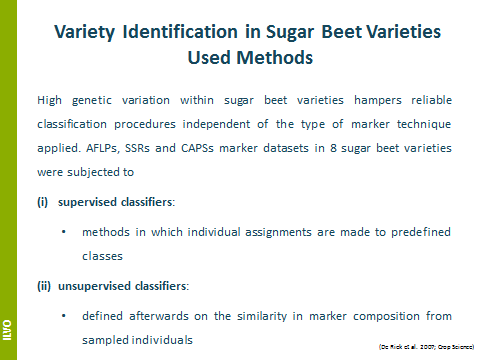 Variety Identification in Sugar Beet Varieties
Used Methods
High genetic variation within sugar beet varieties hampers reliable
classification procedures independent of the type of marker technique
applied. AFLPs, SSRs and CAPSs marker datasets in 8 sugar beet varieties
were subjected to
(i) supervised classifiers:
• methods in which individual assignments are made to predefined
classes
(ii) unsupervised classifiers:
• defined afterwards on the similarity in marker composition from
sampled individuals
(De Riek et al. 2007; Crop Science)
ILVO